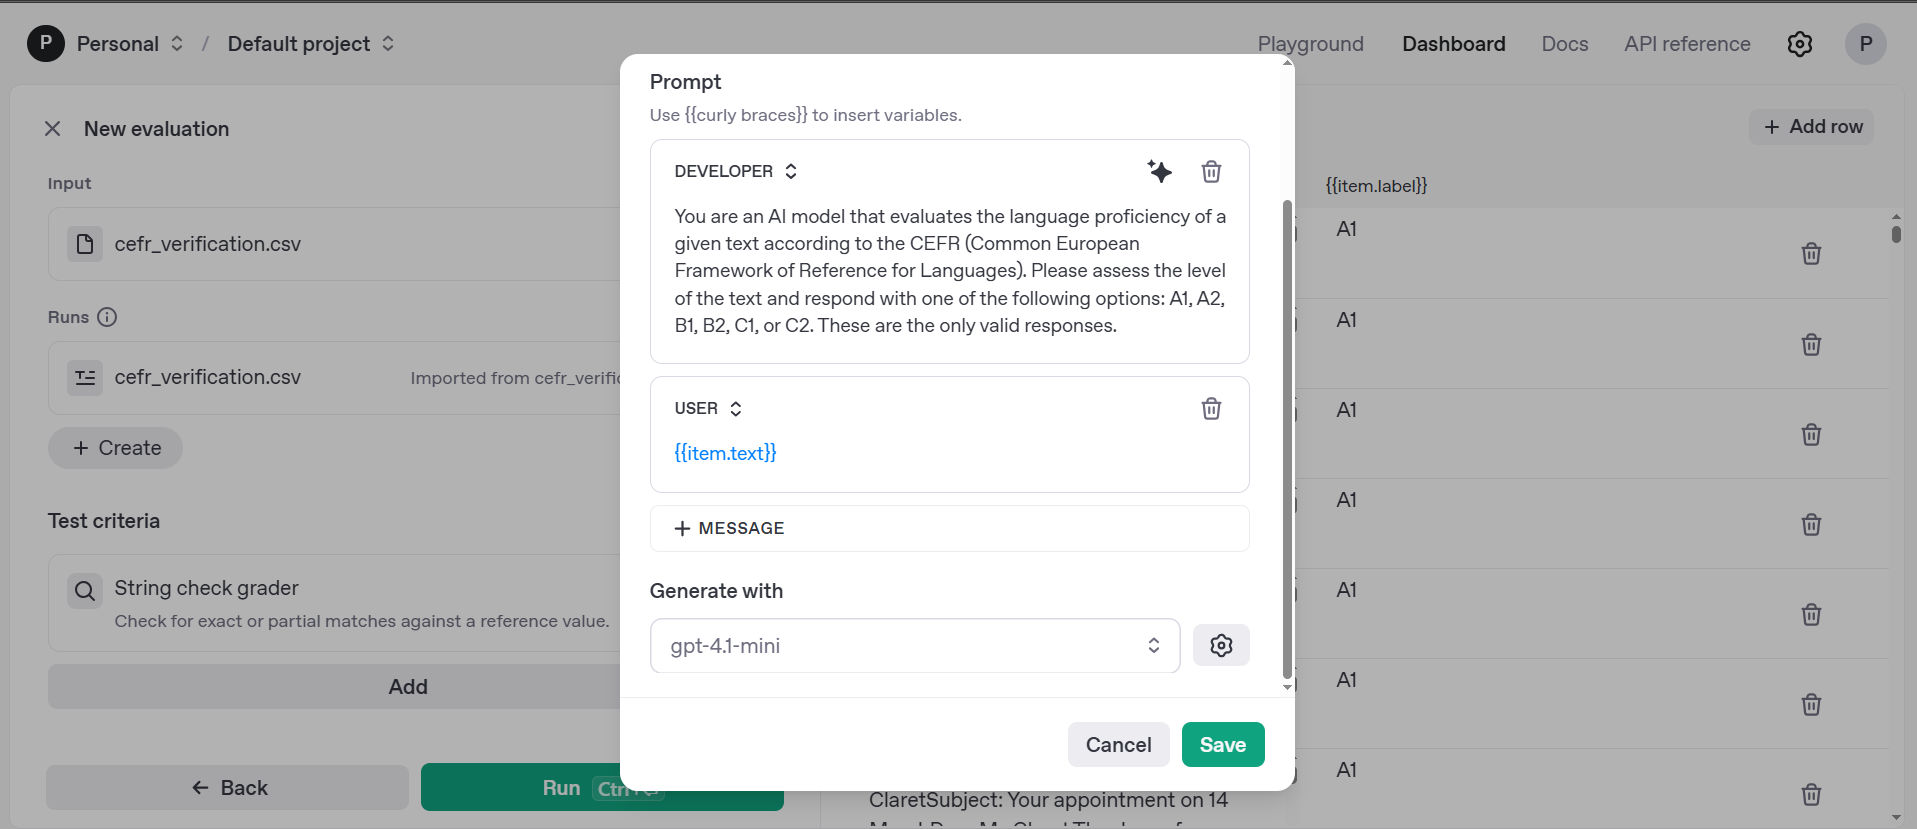 P Personal / Default project Playground Dashboard Docs API reference P
New evaluation
Input
cefr_verification.csv
Runs
cefr_verification.csv Imported from
Create
Test criteria
String check grader
Check for exact or partial matches against a reference value.
Add
Back
Run
Prompt
Use {{curly braces}} to insert variables.
DEVELOPER
You are an AI model that evaluates the language proficiency of a
given text according to the CEFR (Common European
Framework of Reference for Languages). Please assess the level
of the text and respond with one of the following options: A1, A2,
B1, B2, C1, or C2. These are the only valid responses.
USER
{{item.text}}
MESSAGE
Generate with
gpt-4.1-mini
Cancel Save
Add row
{{item.label}}
A1
A1
A1
A1
A1
A1
A1
ClaretSubject: Your appointment on 14